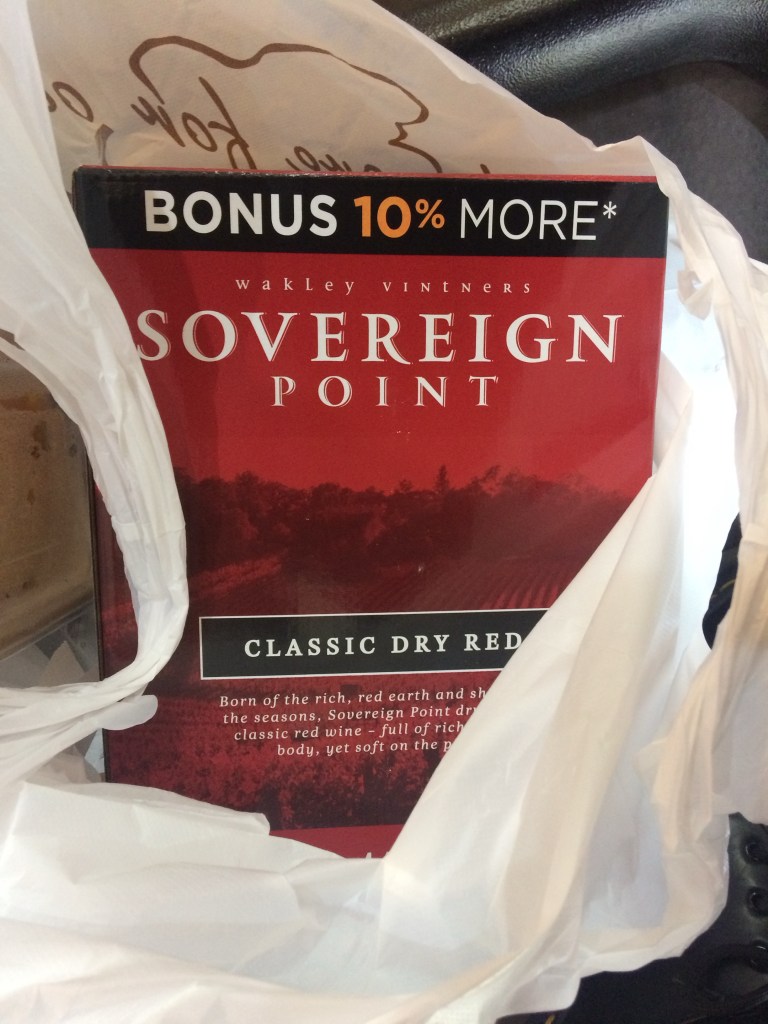 BONUS 10% MORE*
wakley vintners
SOVEREIGN
POINT
CLASSIC DRY RED
Born of the rich, red earth and
the seasons, Sovereign Point
classic red wine – full of rich
body, yet soft on the